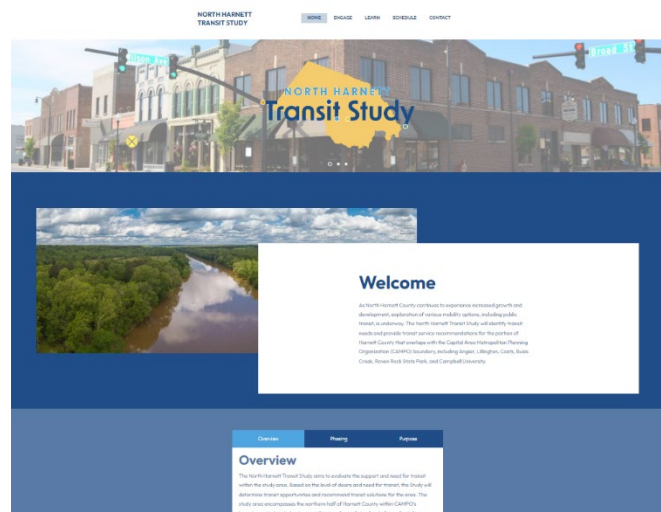 NORTH HARNETT
TRANSIT STUDY
HOME ENGAGE LEARN SCHEDULE CONTACT
Broad St
NORTH HARNETT
Transit Study
Welcome
As North Harnett County continues to experience increased growth and
development, exploration of various mobility options, including public
transit, is underway. The North Harnett Transit Study will identify transit
needs and provide transit service recommendations for the portion of
Harnett County that overlaps with the Capital Area Metropolitan Planning
Organization (CAMPO) boundary, including Angier, Lillington, Coats, Buies
Creek, Raven Rock State Park, and Campbell University.
Overview Phasing Purpose
Overview
The North Harnett Transit Study aims to evaluate the support and need for transit
within the study area. Based on the level of desire and need for transit, the Study will
determine transit opportunities and recommend transit solutions for the area. The
study area encompasses the northern half of Harnett County within CAMPO's